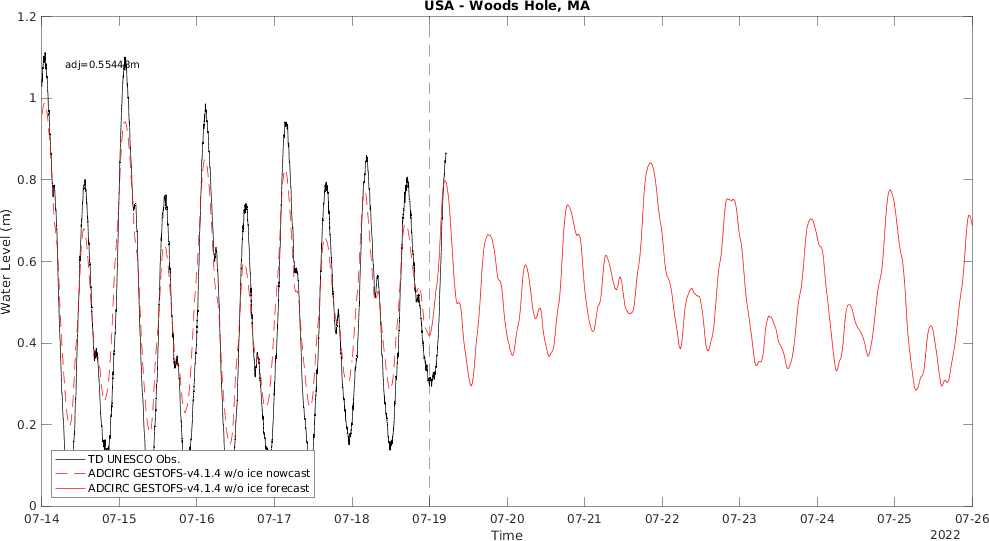 USA - Woods Hole, MA
1.2
1
0.8
0.6
0.4
0.2
0
Water Level (m)
adj=0.55443m
TD UNESCO Obs.
ADCIRC GESTOFS-v4.1.4 w/o ice nowcast
ADCIRC GESTOFS-v4.1.4 w/o ice forecast
07-14 07-15 07-16 07-17 07-18 07-19 07-20 07-21 07-22 07-23 07-24 07-25 07-26
Time
2022